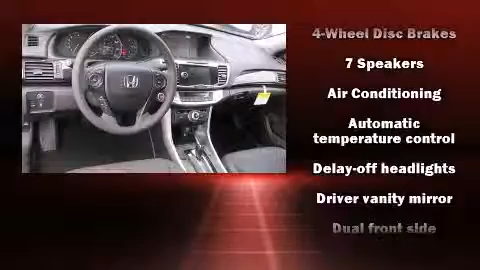 4-Wheel Disc Brakes
7 Speakers
Air Conditioning
Automatic
temperature control
Delay-off headlights
Driver vanity mirror
Dual front side